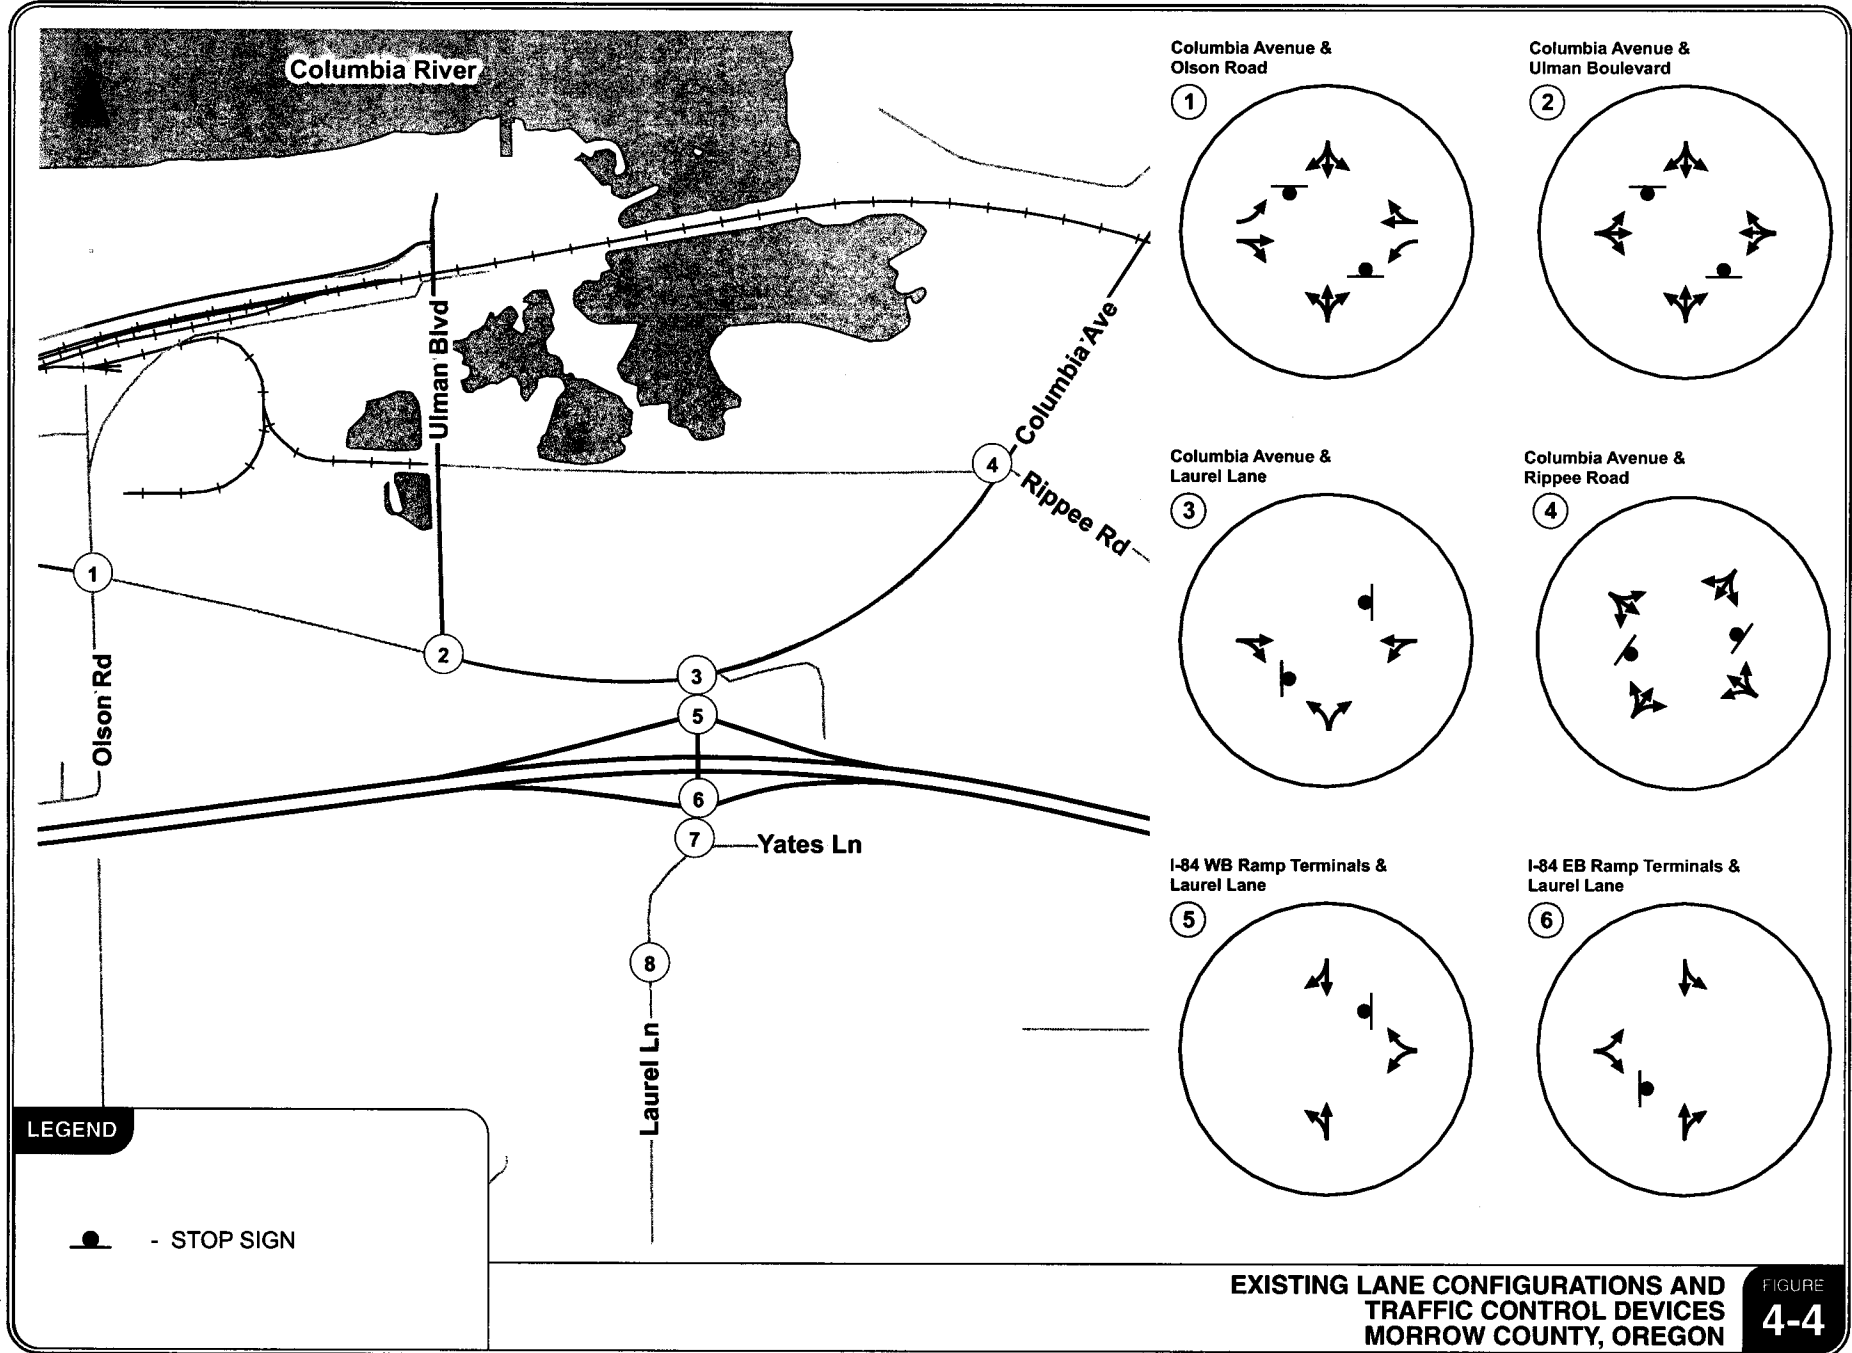 Columbia River
Ulman Blvd
Columbia Ave
Rippee Rd
Olson Rd
Yates Ln
Laurel Ln
1
2
3
4
5
6
7
8
Columbia Avenue &
Olson Road
1
Columbia Avenue &
Ulman Boulevard
2
Columbia Avenue &
Laurel Lane
3
Columbia Avenue &
Rippee Road
4
I-84 WB Ramp Terminals &
Laurel Lane
5
I-84 EB Ramp Terminals &
Laurel Lane
6
LEGEND
- STOP SIGN
EXISTING LANE CONFIGURATIONS AND
TRAFFIC CONTROL DEVICES
MORROW COUNTY, OREGON
FIGURE
4-4